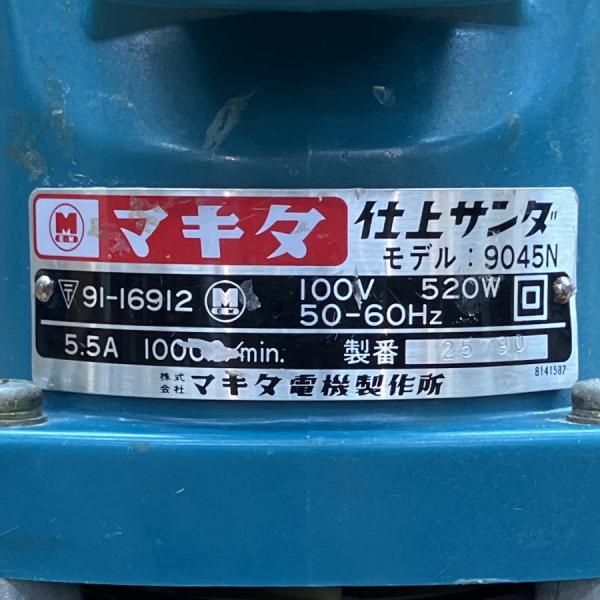 M
E W
マキタ 仕上サンダ
モデル：9045N
〒 91-16912 M E W 100V 520W
50-60Hz
5.5A /min. 製番 25790
株式会社 マキタ電機製作所
8141587